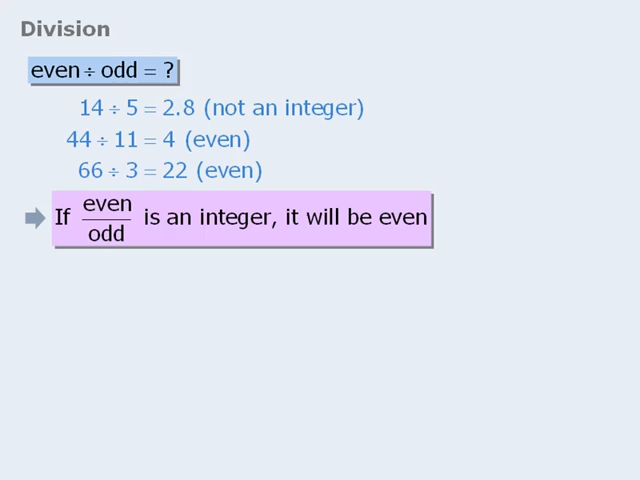 Division
even ÷ odd = ?
14 ÷ 5 = 2.8 (not an integer)
44 ÷ 11 = 4 (even)
66 ÷ 3 = 22 (even)
If even/odd is an integer, it will be even